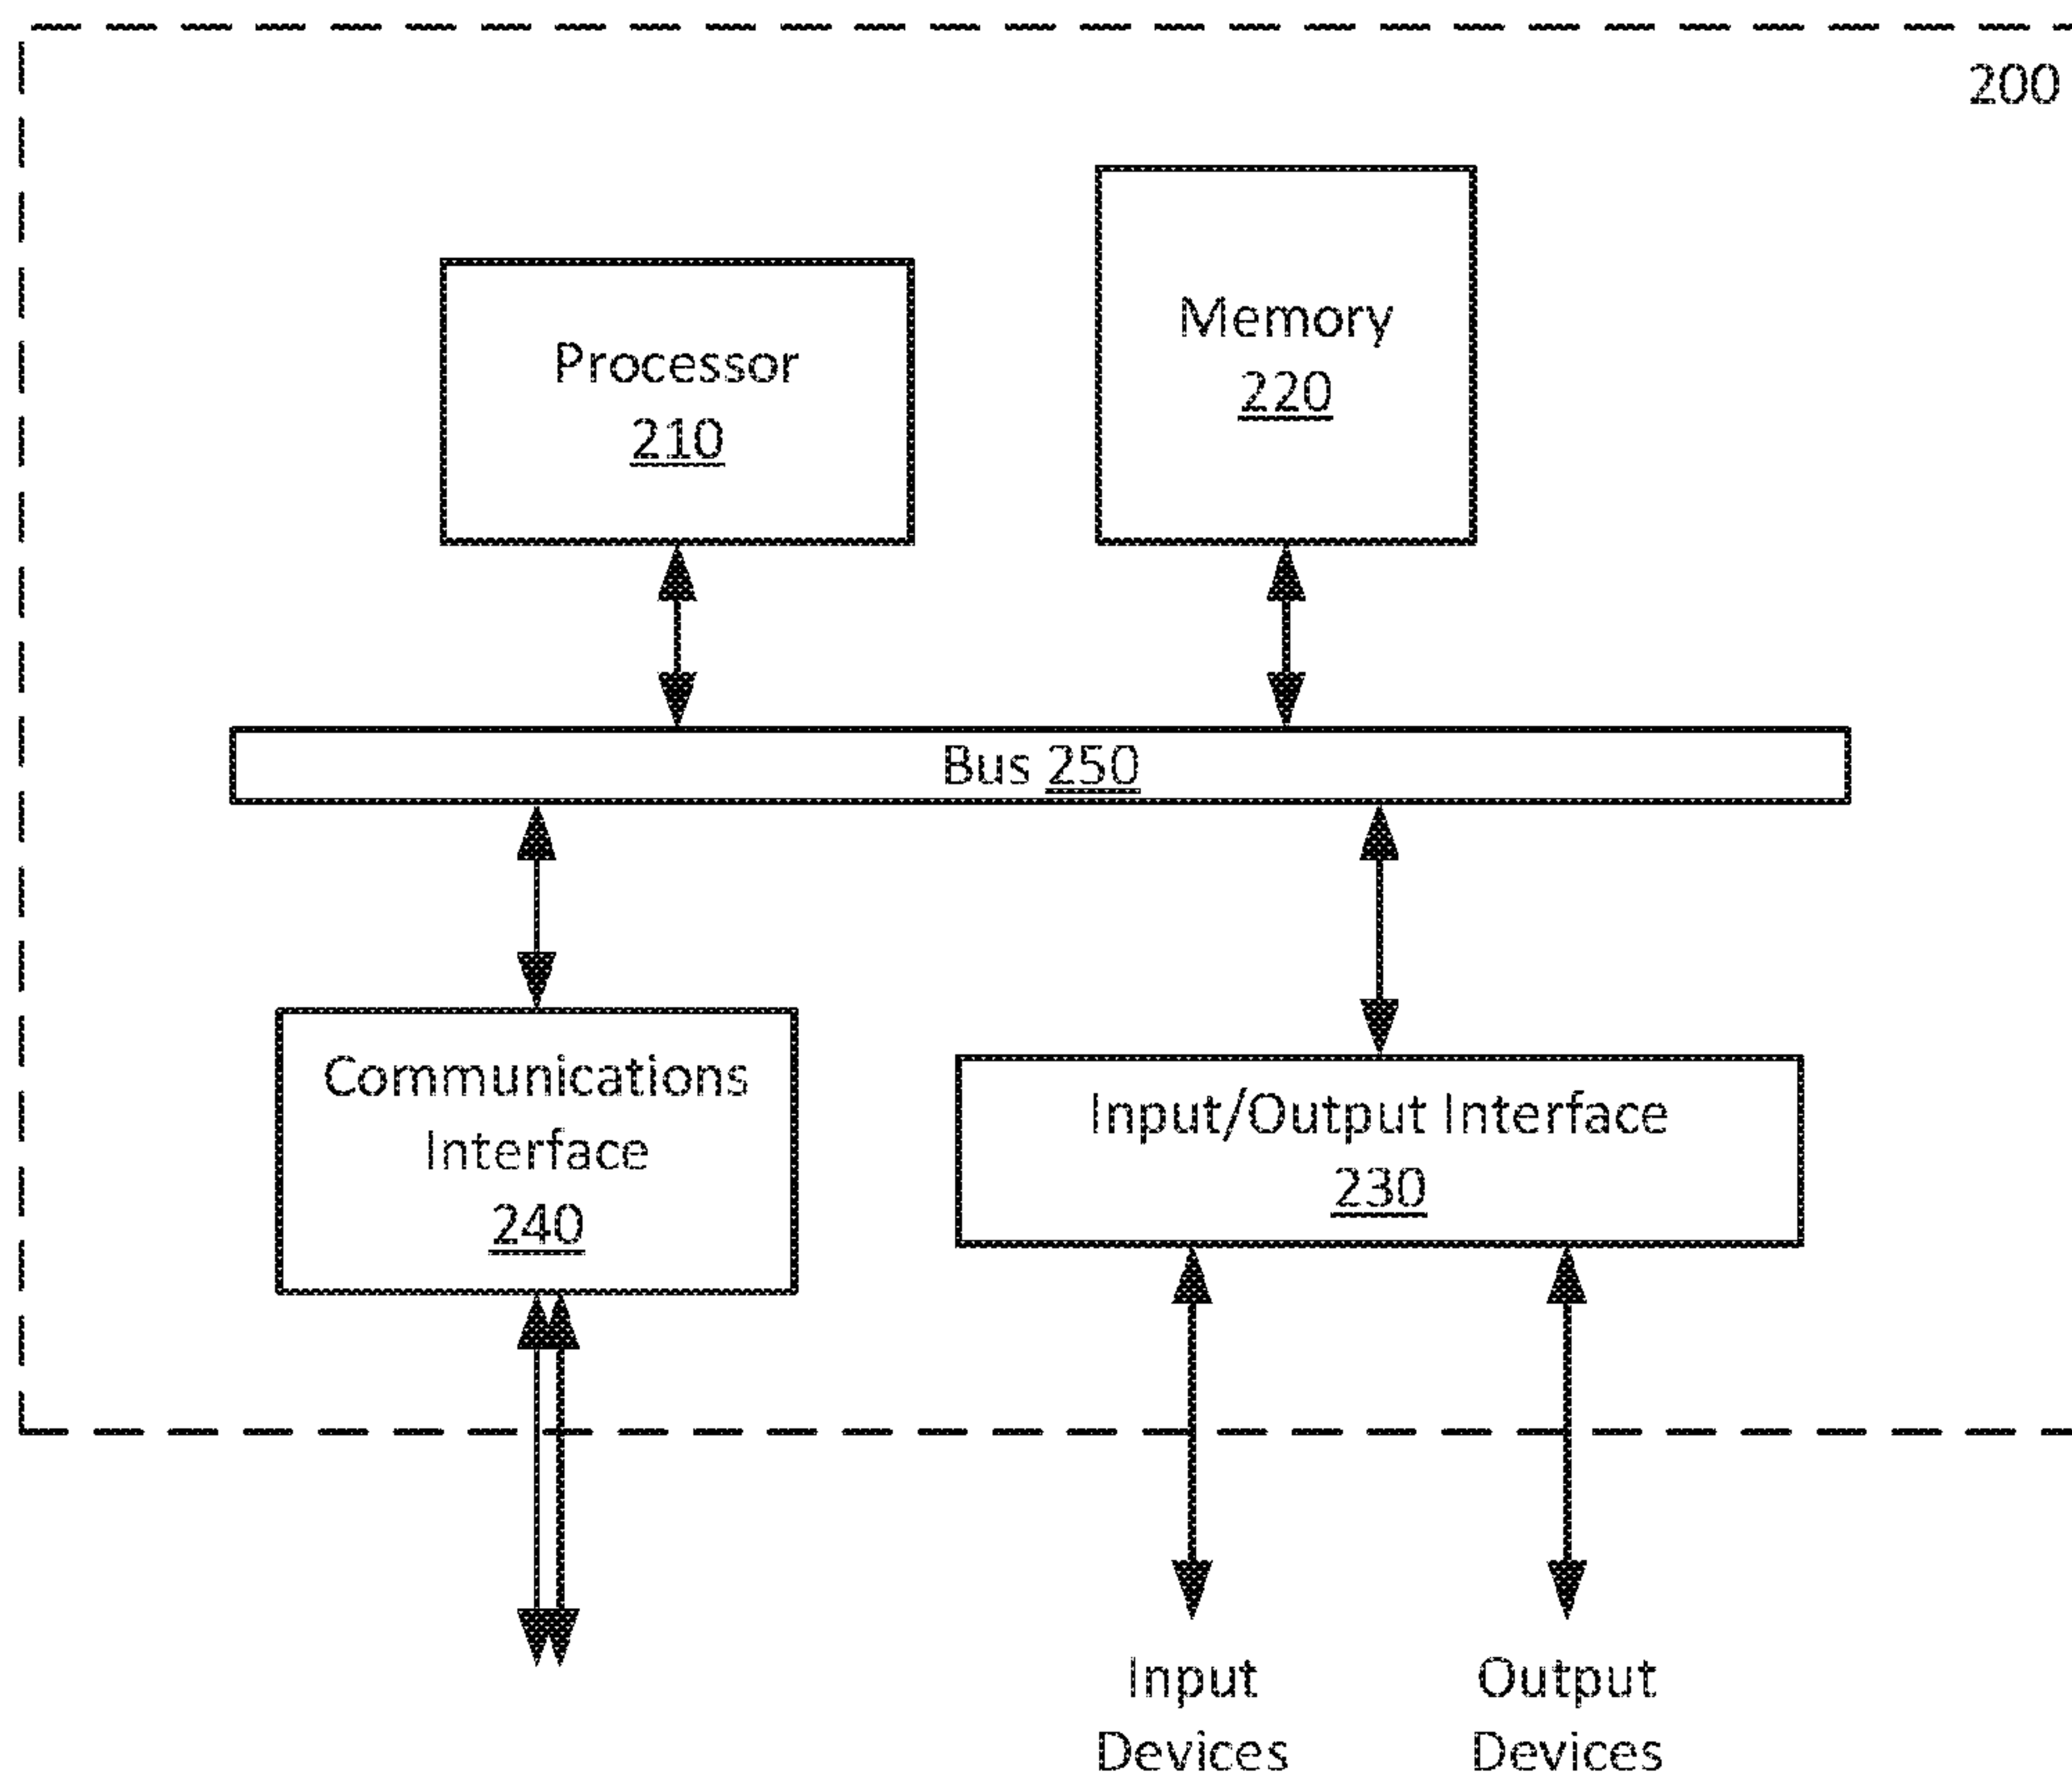 200
Processor
210
Memory
220
Bus 250
Communications
Interface
240
Input/Output Interface
230
Input
Devices
Output
Devices